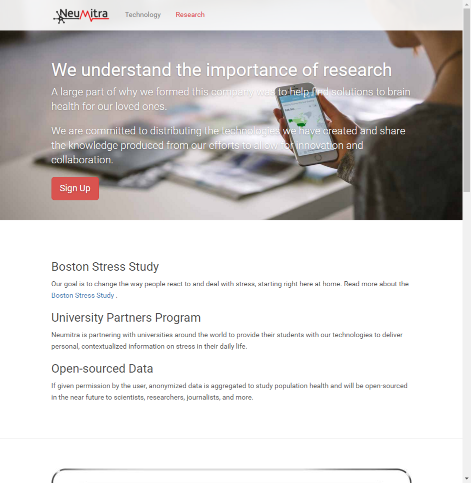 NeuMitra Technology Research
We understand the importance of research
A large part of why we formed this company was to help find solutions to brain
health for our loved ones.
We are committed to distributing the technologies we have created and share
the knowledge produced from our efforts to allow for innovation and
collaboration.
Sign Up
Boston Stress Study
Our goal is to change the way people react to and deal with stress, starting right here at home. Read more about the
Boston Stress Study .
University Partners Program
Neumitra is partnering with universities around the world to provide their students with our technologies to deliver
personal, contextualized information on stress in their daily life.
Open-sourced Data
If given permission by the user, anonymized data is aggregated to study population health and will be open-sourced
in the near future to scientists, researchers, journalists, and more.